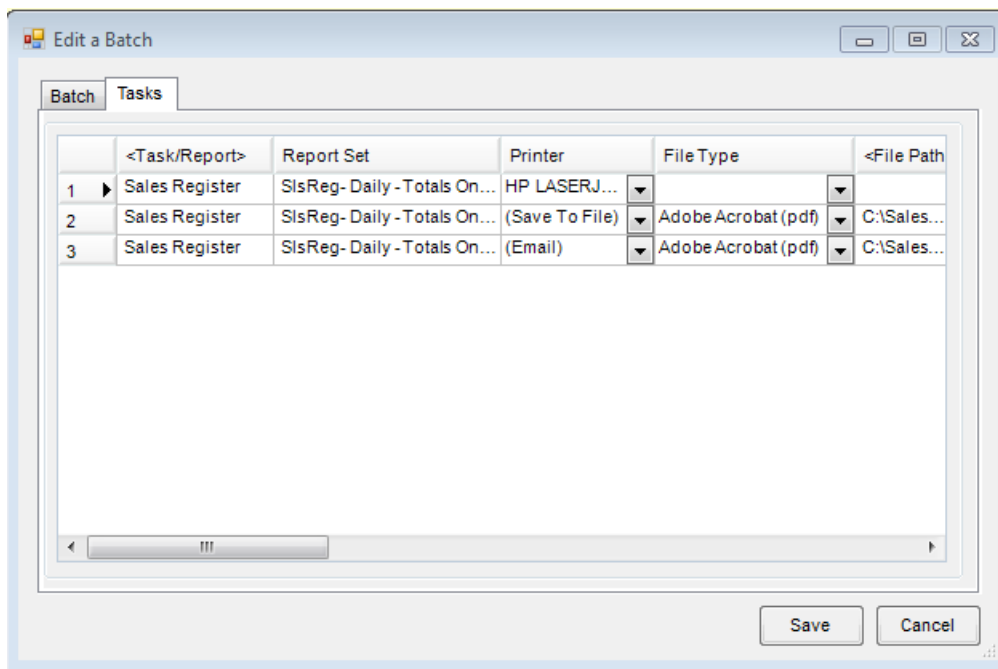 Edit a Batch
Batch Tasks
<Task/Report> Report Set Printer File Type <File Path
1 Sales Register SlsReg- Daily - Totals On... HP LASERJ...
2 Sales Register SlsReg- Daily - Totals On... (Save To File) Adobe Acrobat (pdf) C:\Sales...
3 Sales Register SlsReg- Daily - Totals On... (Email) Adobe Acrobat (pdf) C:\Sales...
Save Cancel